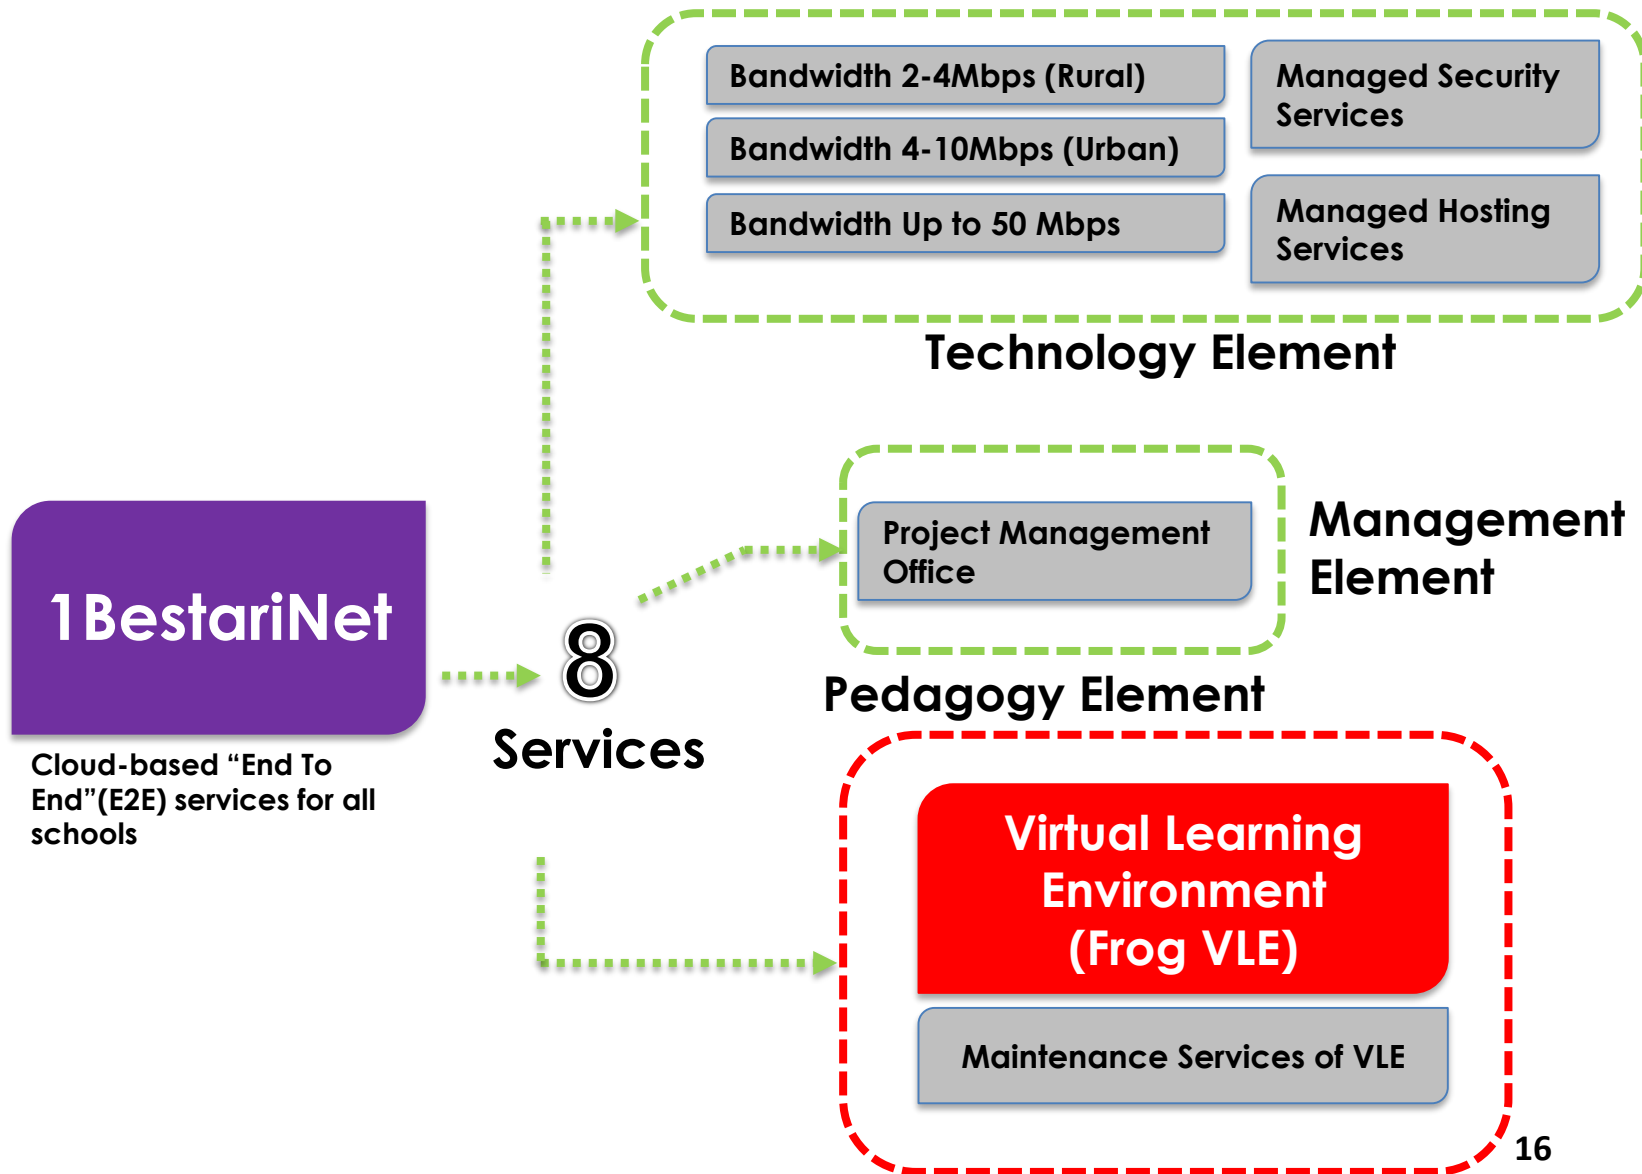 Bandwidth 2-4Mbps (Rural)
Bandwidth 4-10Mbps (Urban)
Bandwidth Up to 50 Mbps
Managed Security
Services
Managed Hosting
Services
Technology Element
Project Management
Office
Management
Element
1BestariNet
Cloud-based “End To
End”(E2E) services for all
schools
8
Services
Pedagogy Element
Virtual Learning
Environment
(Frog VLE)
Maintenance Services of VLE
16